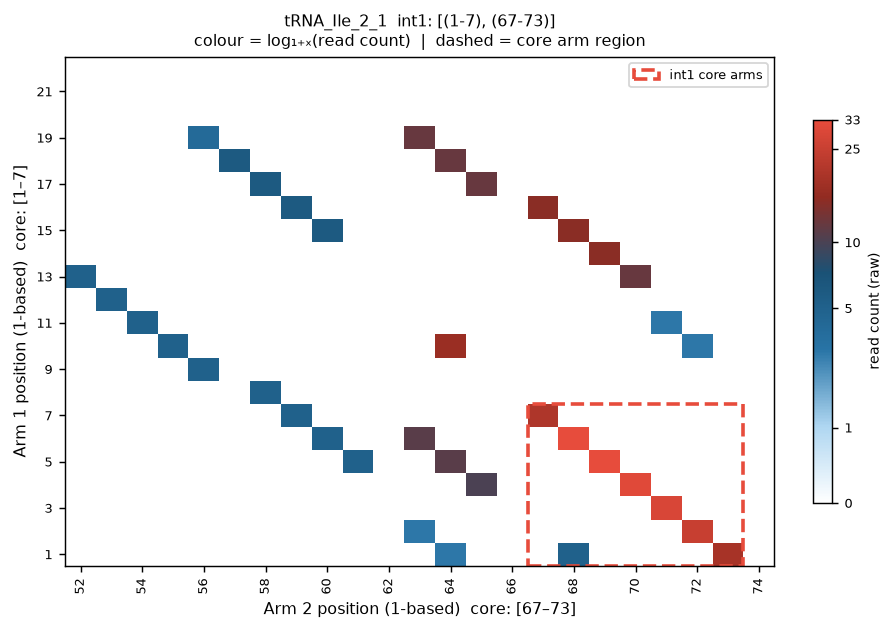 tRNA_Ile_2_1  int1: [(1-7), (67-73)]
colour = log₁₊ₓ(read count)  |  dashed = core arm region
int1 core arms
Arm 1 position (1-based)  core: [1–7]
21
19
17
15
13
11
9
7
5
3
1
52 54 56 58 60 62 64 66 68 70 72 74
Arm 2 position (1-based)  core: [67–73]
33
25
10
5
1
0
read count (raw)